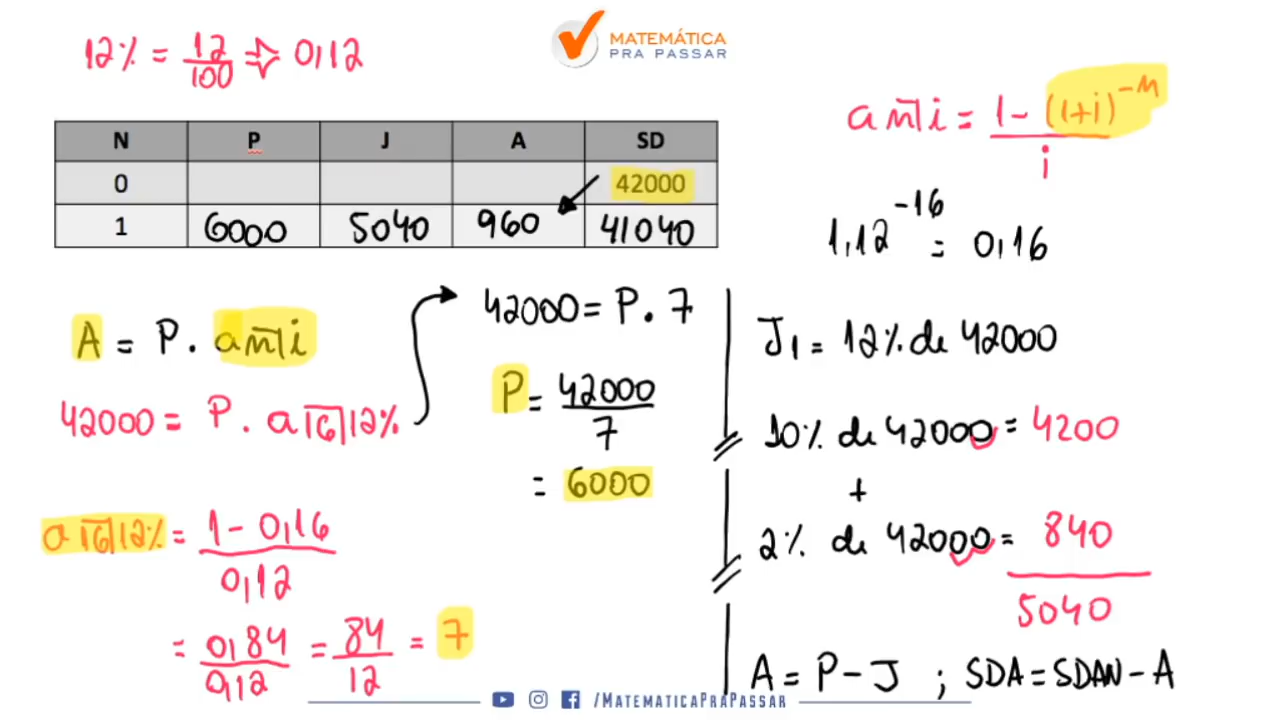 12% = 12/100 ⇒ 0,12
MATEMÁTICA
PRA PASSAR
a n̅| i = 1 - (1+i)^-n / i
N P J A SD
0 42000
1 6000 5040 960 41040
1,12^-16 = 0,16
A = P . a n̅| i
42000 = P . a 16| 12%
42000 = P . 7
P = 42000/7
= 6000
a 16| 12% = 1 - 0,16 / 0,12
= 0,84/0,12 = 84/12 = 7
J1 = 12% de 42000
10% de 42000 = 4200
+
2% de 42000 = 840
5040
A = P - J ; SDA = SDAN - A
/MATEMATICAPRAPASSAR